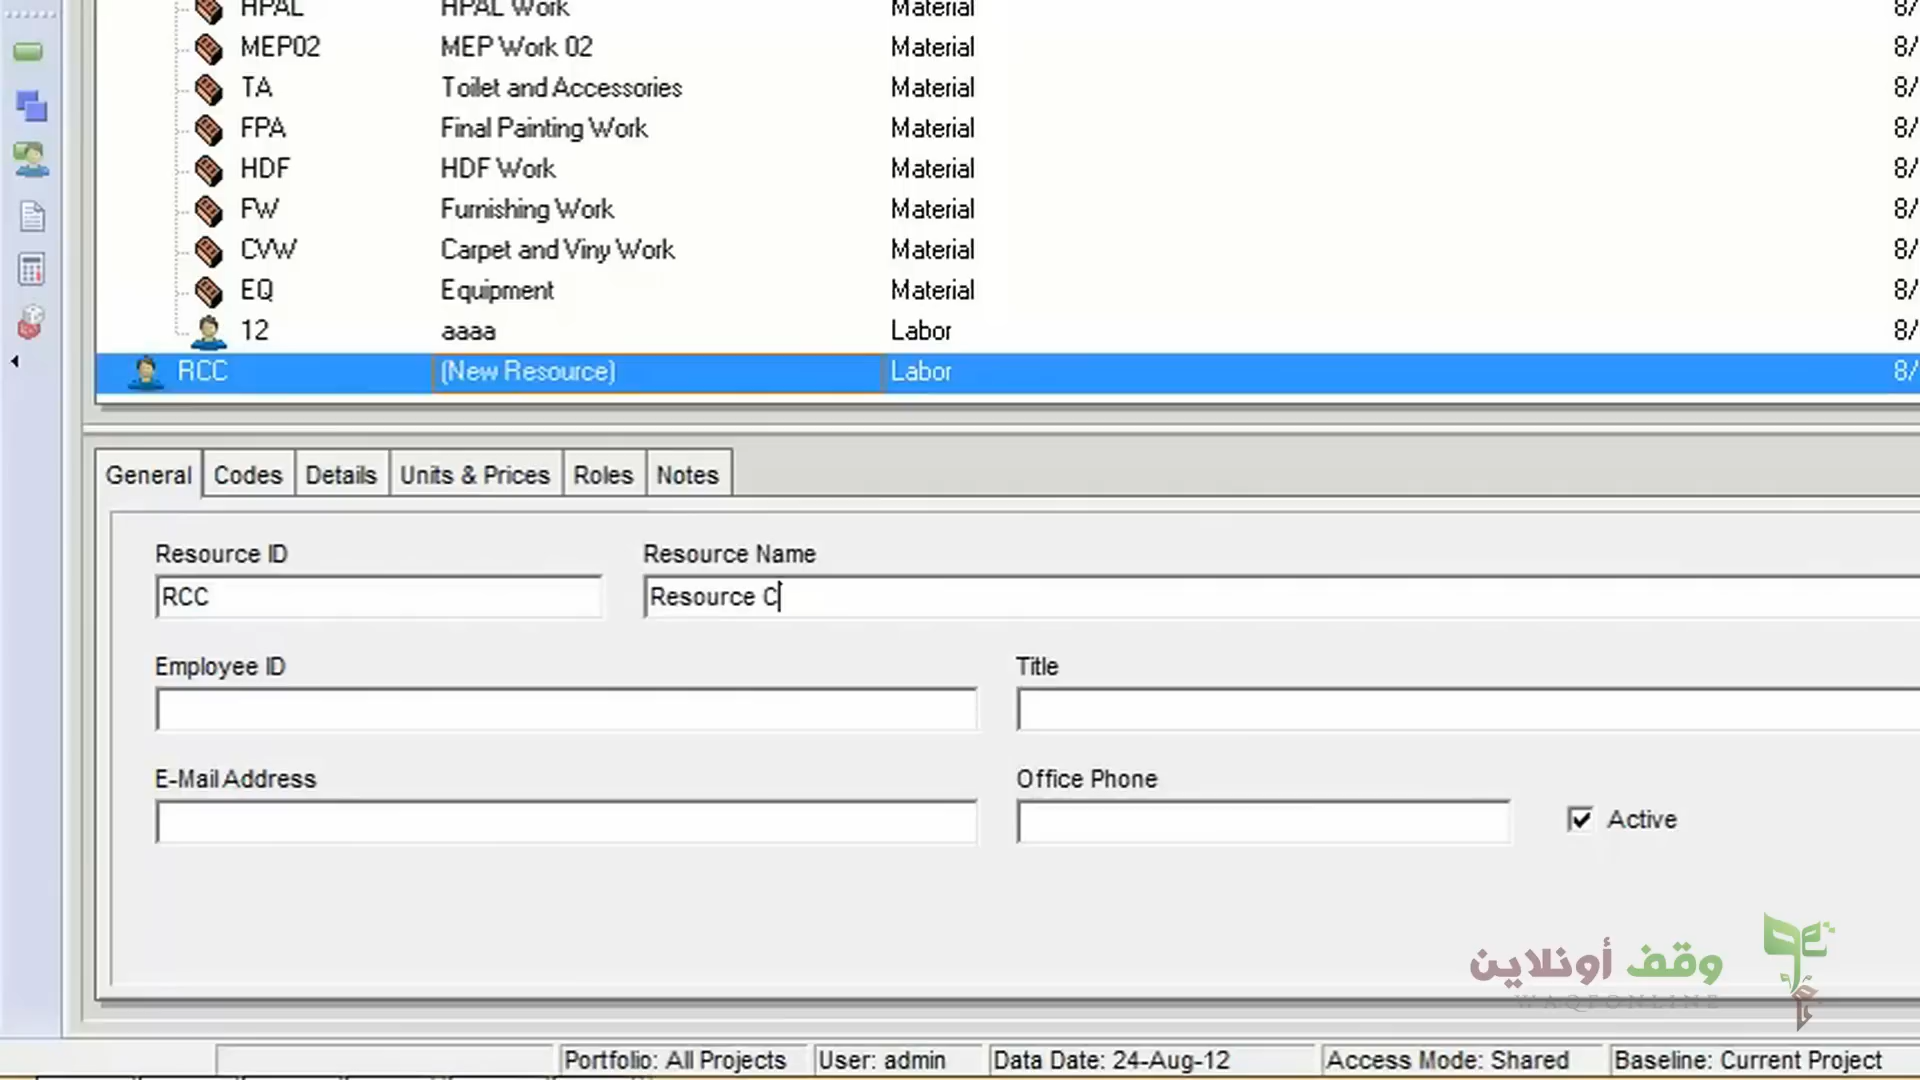 HPAL HPAL Work Material 8/
MEP02 MEP Work 02 Material 8/
TA Toilet and Accessories Material 8/
FPA Final Painting Work Material 8/
HDF HDF Work Material 8/
FW Furnishing Work Material 8/
CVW Carpet and Viny Work Material 8/
EQ Equipment Material 8/
12 aaaa Labor 8/
RCC (New Resource) Labor 8/
General Codes Details Units & Prices Roles Notes
Resource ID Resource Name
RCC Resource C
Employee ID Title
E-Mail Address Office Phone
Active
وقف أونلاين
WAQFONLINE
Portfolio: All Projects User: admin Data Date: 24-Aug-12 Access Mode: Shared Baseline: Current Project